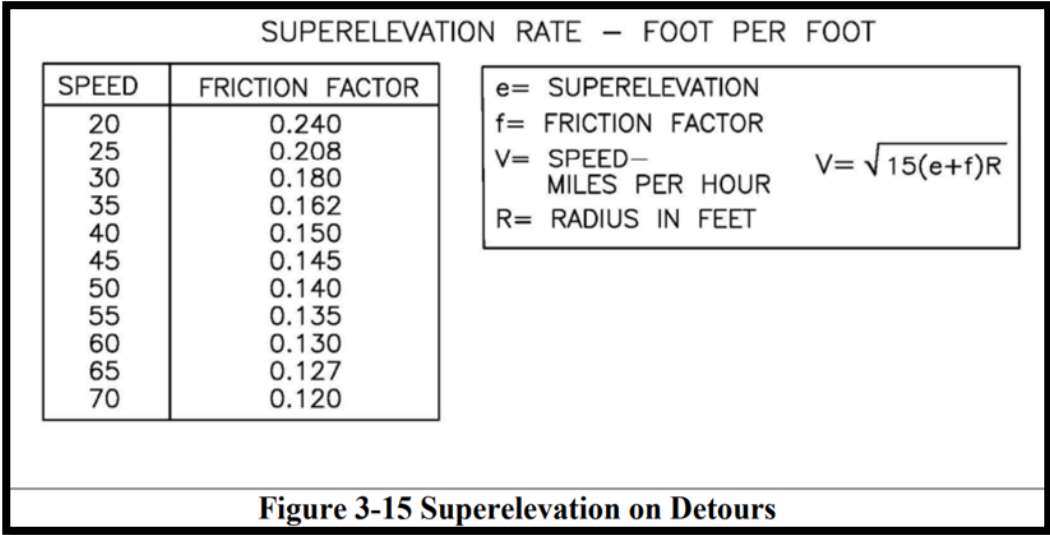 SUPERELEVATION RATE – FOOT PER FOOT
SPEED FRICTION FACTOR
20 0.240
25 0.208
30 0.180
35 0.162
40 0.150
45 0.145
50 0.140
55 0.135
60 0.130
65 0.127
70 0.120
e= SUPERELEVATION
f= FRICTION FACTOR
V= SPEED–
MILES PER HOUR
R= RADIUS IN FEET
V= √15(e+f)R
Figure 3-15 Superelevation on Detours